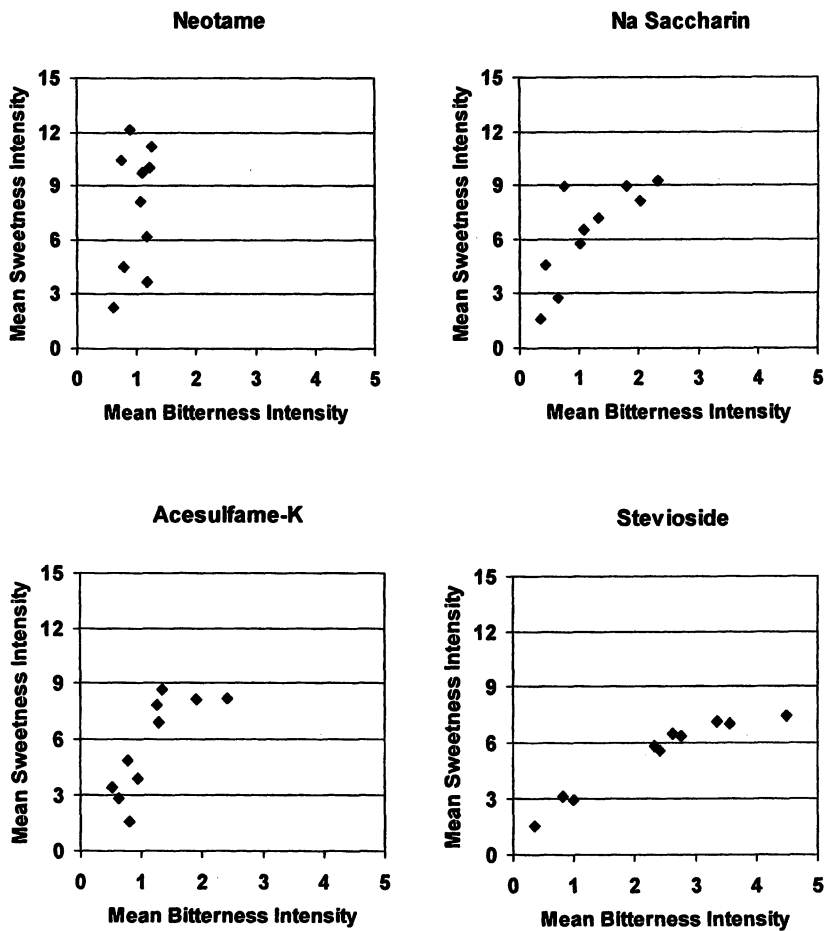 Neotame
15
12
9
6
3
0
0 1 2 3 4 5
Mean Sweetness Intensity
Mean Bitterness Intensity
Na Saccharin
15
12
9
6
3
0
0 1 2 3 4 5
Mean Sweetness Intensity
Mean Bitterness Intensity
Acesulfame-K
15
12
9
6
3
0
0 1 2 3 4 5
Mean Sweetness Intensity
Mean Bitterness Intensity
Stevioside
15
12
9
6
3
0
0 1 2 3 4 5
Mean Sweetness Intensity
Mean Bitterness Intensity